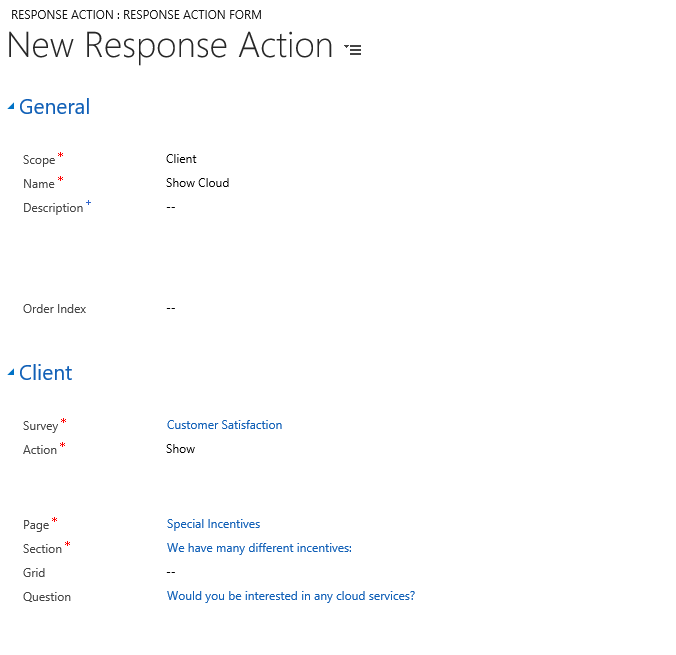 RESPONSE ACTION : RESPONSE ACTION FORM
New Response Action
General
Scope* Client
Name* Show Cloud
Description+ --
Order Index --
Client
Survey* Customer Satisfaction
Action* Show
Page* Special Incentives
Section* We have many different incentives:
Grid --
Question Would you be interested in any cloud services?